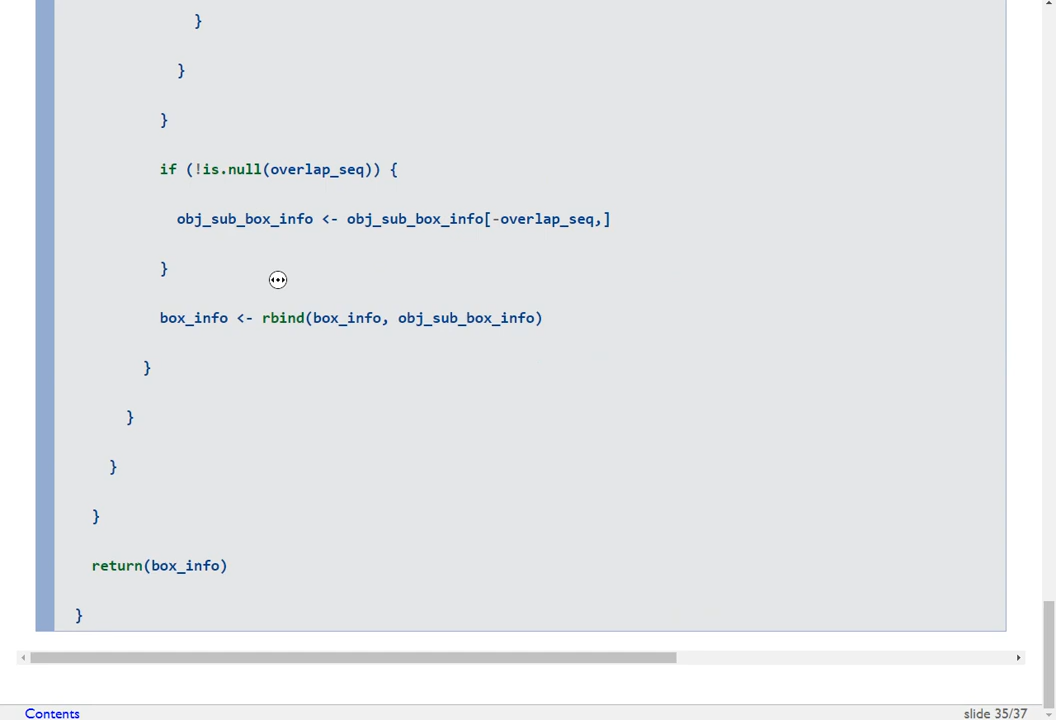 }
}
}
if (!is.null(overlap_seq)) {
obj_sub_box_info <- obj_sub_box_info[-overlap_seq,]
}
box_info <- rbind(box_info, obj_sub_box_info)
}
}
}
}
return(box_info)
}
Contents
slide 35/37